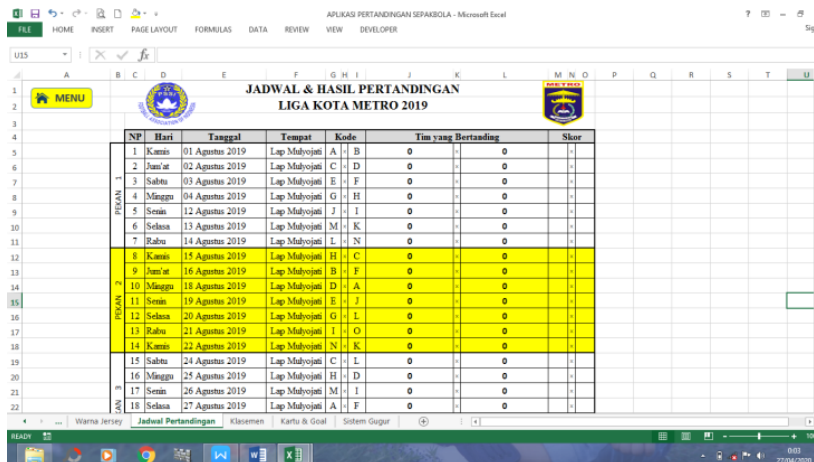 APLIKASI PERTANDINGAN SEPAKBOLA - Microsoft Excel
FILE HOME INSERT PAGE LAYOUT FORMULAS DATA REVIEW VIEW DEVELOPER Sig
U15 fx
A B C D E F G H I J K L M N O P Q R S T U
MENU
JADWAL & HASIL PERTANDINGAN
LIGA KOTA METRO 2019
PSSI
METRO
NP Hari Tanggal Tempat Kode Tim yang Bertanding Skor
PEKAN 1
1 Kamis 01 Agustus 2019 Lap Mulyojati A × B 0 × 0 ×
2 Jum'at 02 Agustus 2019 Lap Mulyojati C × D 0 × 0 ×
3 Sabtu 03 Agustus 2019 Lap Mulyojati E × F 0 × 0 ×
4 Minggu 04 Agustus 2019 Lap Mulyojati G × H 0 × 0 ×
5 Senin 12 Agustus 2019 Lap Mulyojati J × I 0 × 0 ×
6 Selasa 13 Agustus 2019 Lap Mulyojati M × K 0 × 0 ×
7 Rabu 14 Agustus 2019 Lap Mulyojati L × N 0 × 0 ×
PEKAN 2
8 Kamis 15 Agustus 2019 Lap Mulyojati H × C 0 × 0 ×
9 Jum'at 16 Agustus 2019 Lap Mulyojati B × F 0 × 0 ×
10 Minggu 18 Agustus 2019 Lap Mulyojati D × A 0 × 0 ×
11 Senin 19 Agustus 2019 Lap Mulyojati E × J 0 × 0 ×
12 Selasa 20 Agustus 2019 Lap Mulyojati G × L 0 × 0 ×
13 Rabu 21 Agustus 2019 Lap Mulyojati I × O 0 × 0 ×
14 Kamis 22 Agustus 2019 Lap Mulyojati N × K 0 × 0 ×
15 Sabtu 24 Agustus 2019 Lap Mulyojati C × L 0 × 0 ×
16 Minggu 25 Agustus 2019 Lap Mulyojati H × D 0 × 0 ×
17 Senin 26 Agustus 2019 Lap Mulyojati M × I 0 × 0 ×
18 Selasa 27 Agustus 2019 Lap Mulyojati A × F 0 × 0 ×
... Warna Jersey Jadwal Pertandingan Klasemen Kartu & Goal Sistem Gugur
READY
0:03
27/04/2020